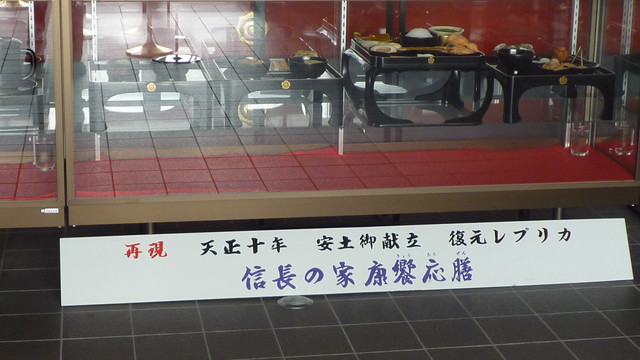 再現 天正十年 安土御献立 復元レプリカ
信長の家康饗応膳